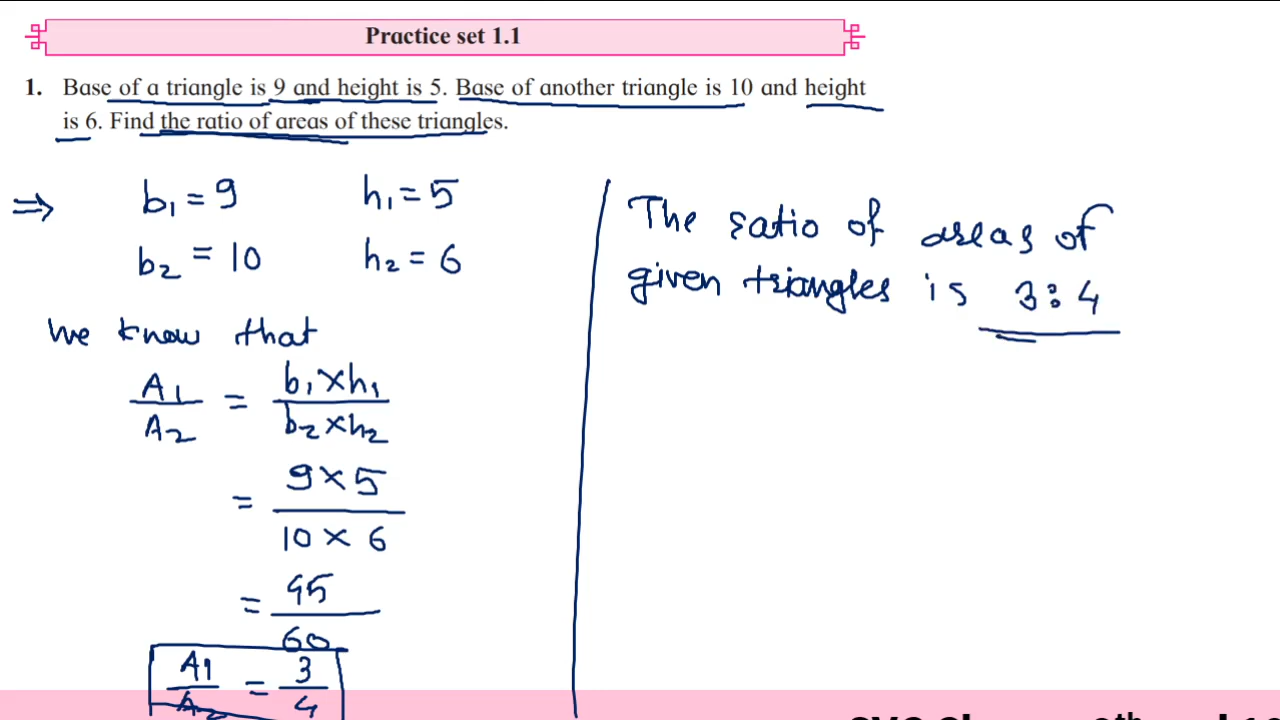 Practice set 1.1
1. Base of a triangle is 9 and height is 5. Base of another triangle is 10 and height
is 6. Find the ratio of areas of these triangles.
⇒ b₁ = 9 h₁ = 5
b₂ = 10 h₂ = 6
We know that
A₁/A₂ = b₁×h₁/b₂×h₂
= 9 × 5/10 × 6
= 45/60
A₁/A₂ = 3/4
The ratio of areas of
given triangles is 3:4